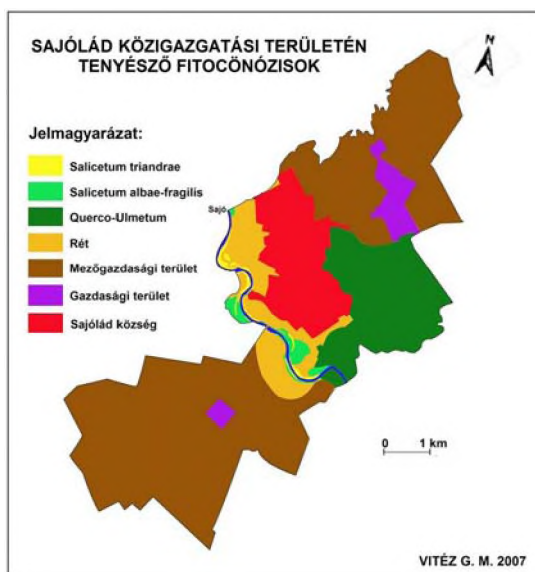 SAJÓLÁD KÖZIGAZGATÁSI TERÜLETÉN
TENYÉSZŐ FITOCÖNÓZISOK
N
Jelmagyarázat:
Salicetum triandrae
Salicetum albae-fragilis
Querco-Ulmetum
Rét
Mezőgazdasági terület
Gazdasági terület
Sajólád község
Sajó
0 1 km
VITÉZ G. M. 2007